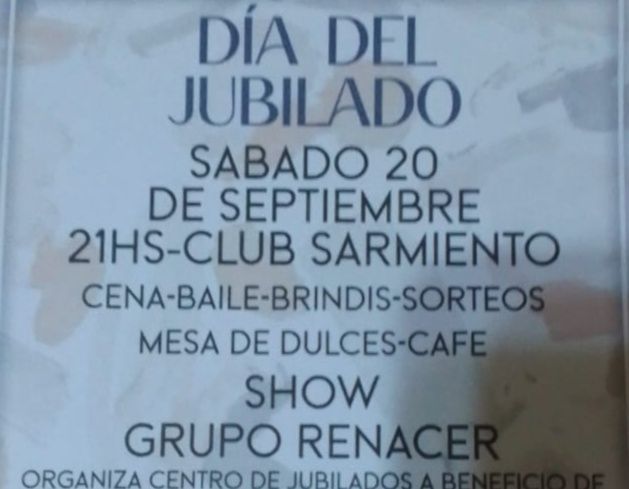 DÍA DEL
JUBILADO
SABADO 20
DE SEPTIEMBRE
21HS-CLUB SARMIENTO
CENA-BAILE-BRINDIS-SORTEOS
MESA DE DULCES-CAFE
SHOW
GRUPO RENACER
ORGANIZA CENTRO DE JUBILADOS A BENEFICIO DE